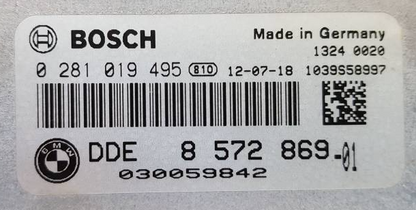 BOSCH Made in Germany
1324 0020
0 281 019 495 810 12-07-18 1039S58997
BMW DDE 8 572 869-01
030059842